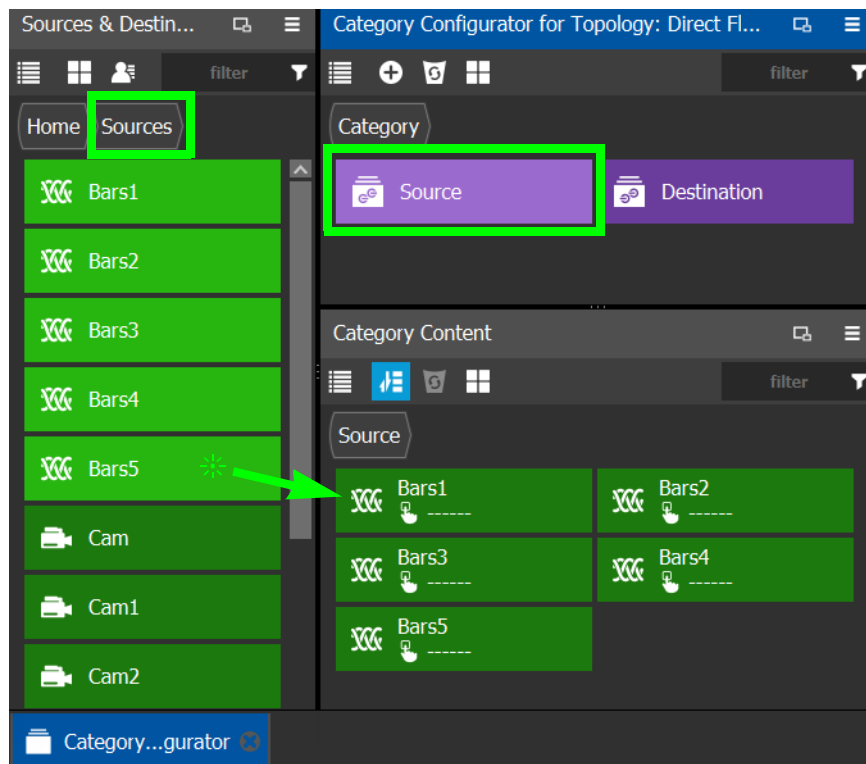 Sources & Destin...
filter
Home
Sources
Bars1
Bars2
Bars3
Bars4
Bars5
Cam
Cam1
Cam2
Category Configurator for Topology: Direct Fl...
filter
Category
Source
Destination
Category Content
filter
Source
Bars1
------
Bars2
------
Bars3
------
Bars4
------
Bars5
------
Category...gurator